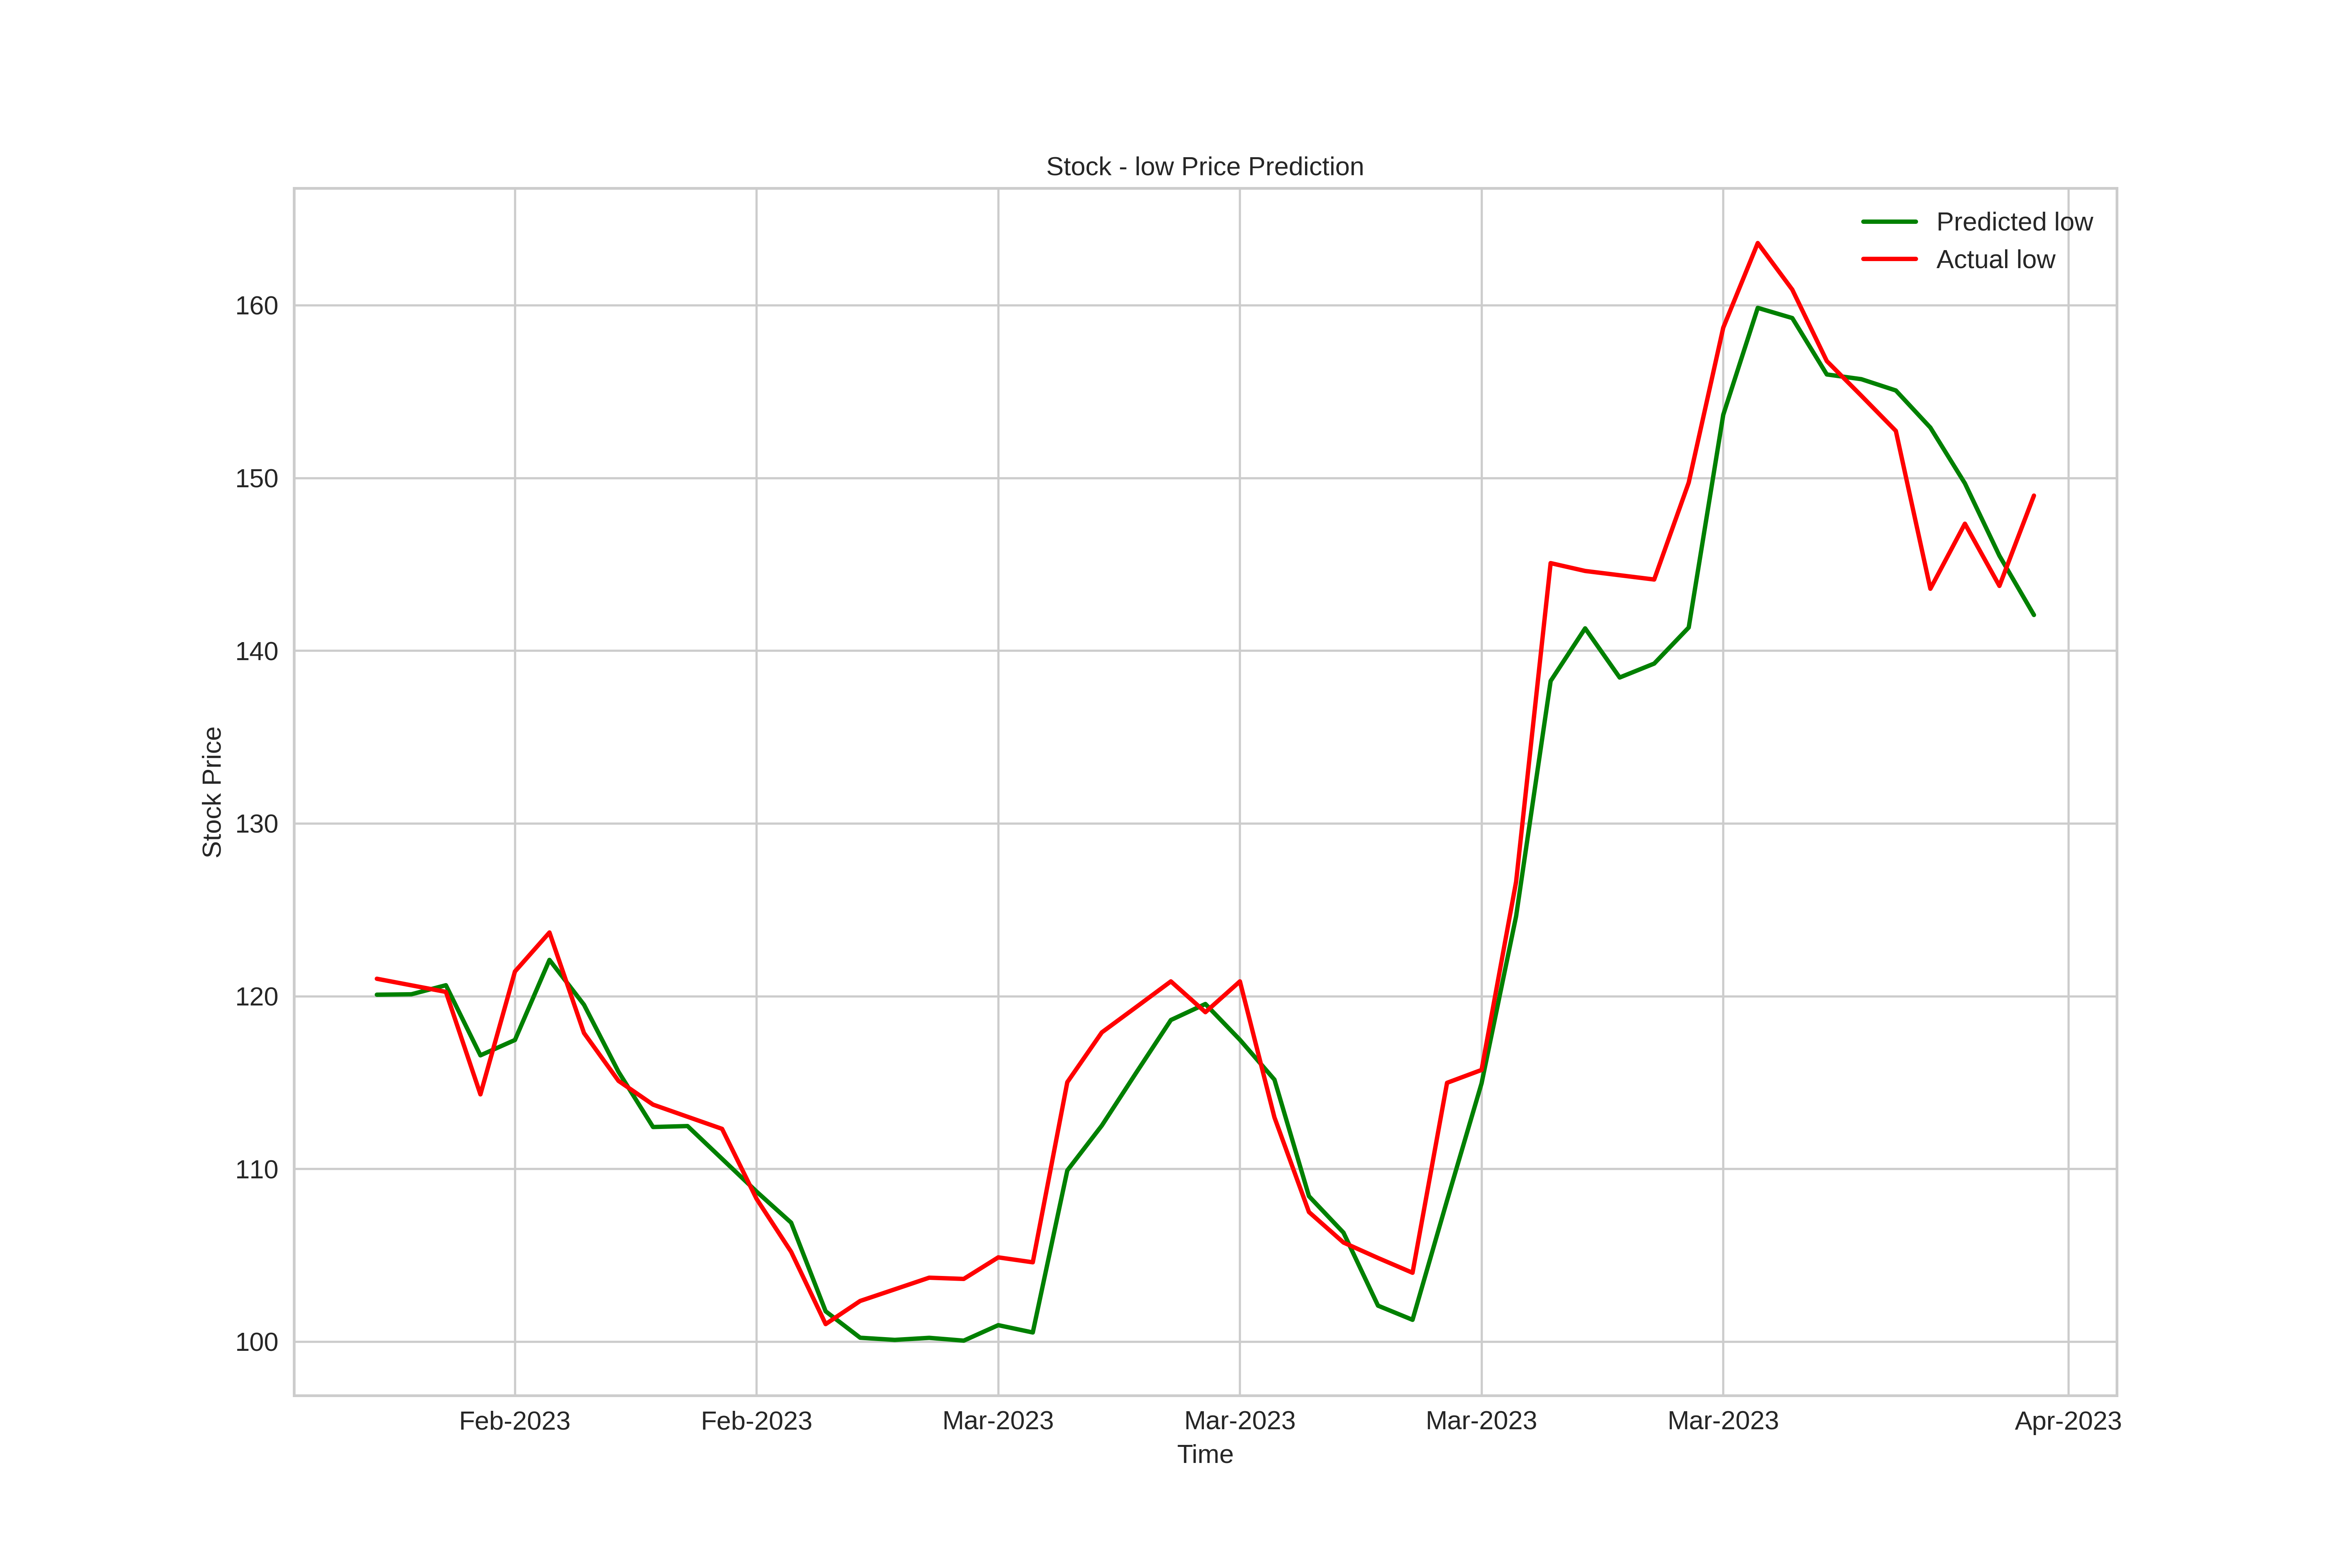 Stock - low Price Prediction
Predicted low
Actual low
160
150
140
130
120
110
100
Stock Price
Feb-2023 Feb-2023 Mar-2023 Mar-2023 Mar-2023 Mar-2023 Apr-2023
Time